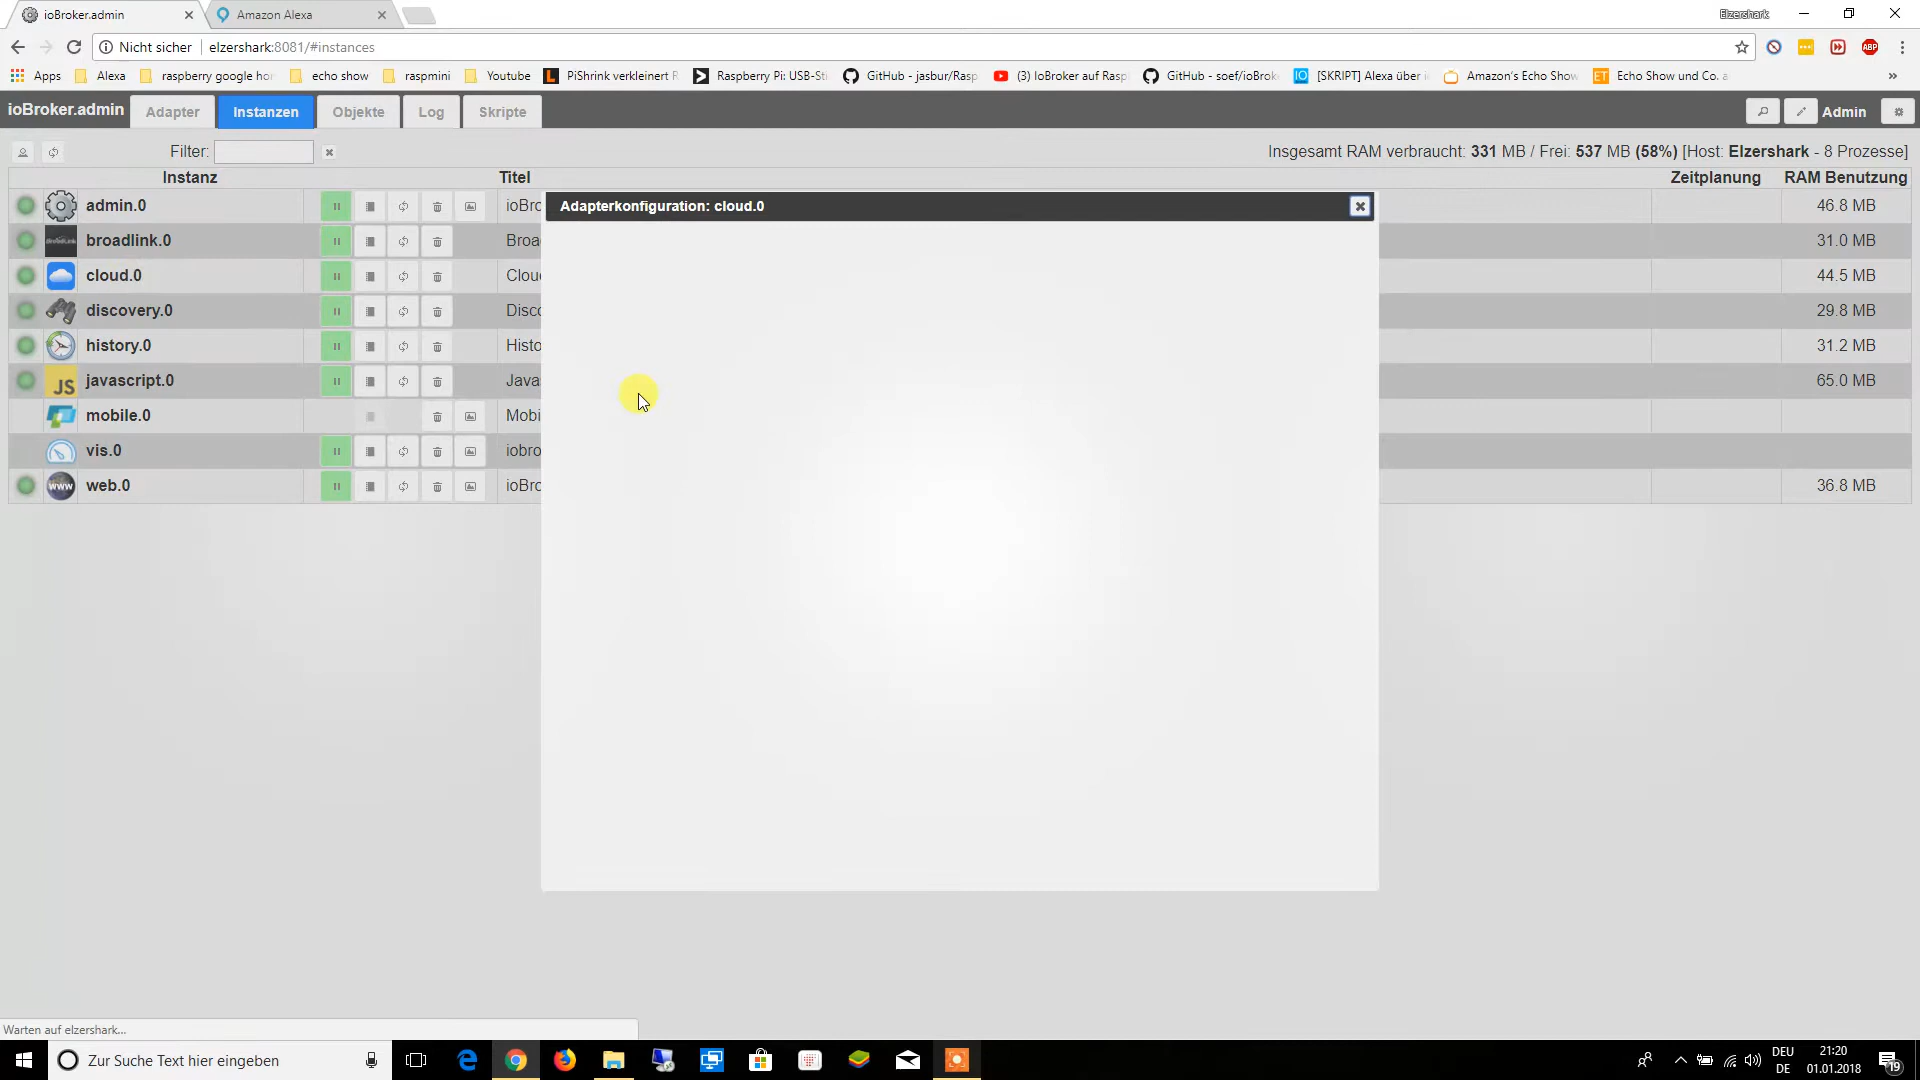 ioBroker.admin
Amazon Alexa
Elzershark
Nicht sicher
elzershark:8081/#instances
Apps
Alexa
raspberry google hor
echo show
raspmini
Youtube
PiShrink verkleinert R
Raspberry Pi: USB-Sti
GitHub - jasbur/Rasp
(3) IoBroker auf Rasp
GitHub - soef/ioBrok
[SKRIPT] Alexa über i
Amazon's Echo Show
Echo Show und Co. a
ioBroker.admin
Adapter
Instanzen
Objekte
Log
Skripte
Admin
Filter:
Insgesamt RAM verbraucht: 331 MB / Frei: 537 MB (58%) [Host: Elzershark - 8 Prozesse]
Instanz
Titel
Zeitplanung
RAM Benutzung
admin.0
ioBro
46.8 MB
broadlink.0
Broa
31.0 MB
cloud.0
Clou
44.5 MB
discovery.0
Disco
29.8 MB
history.0
Histo
31.2 MB
JS
javascript.0
Java
65.0 MB
mobile.0
Mobi
vis.0
iobro
WWW
web.0
ioBro
36.8 MB
Adapterkonfiguration: cloud.0
Warten auf elzershark...
Zur Suche Text hier eingeben
DEU
DE
21:20
01.01.2018
19